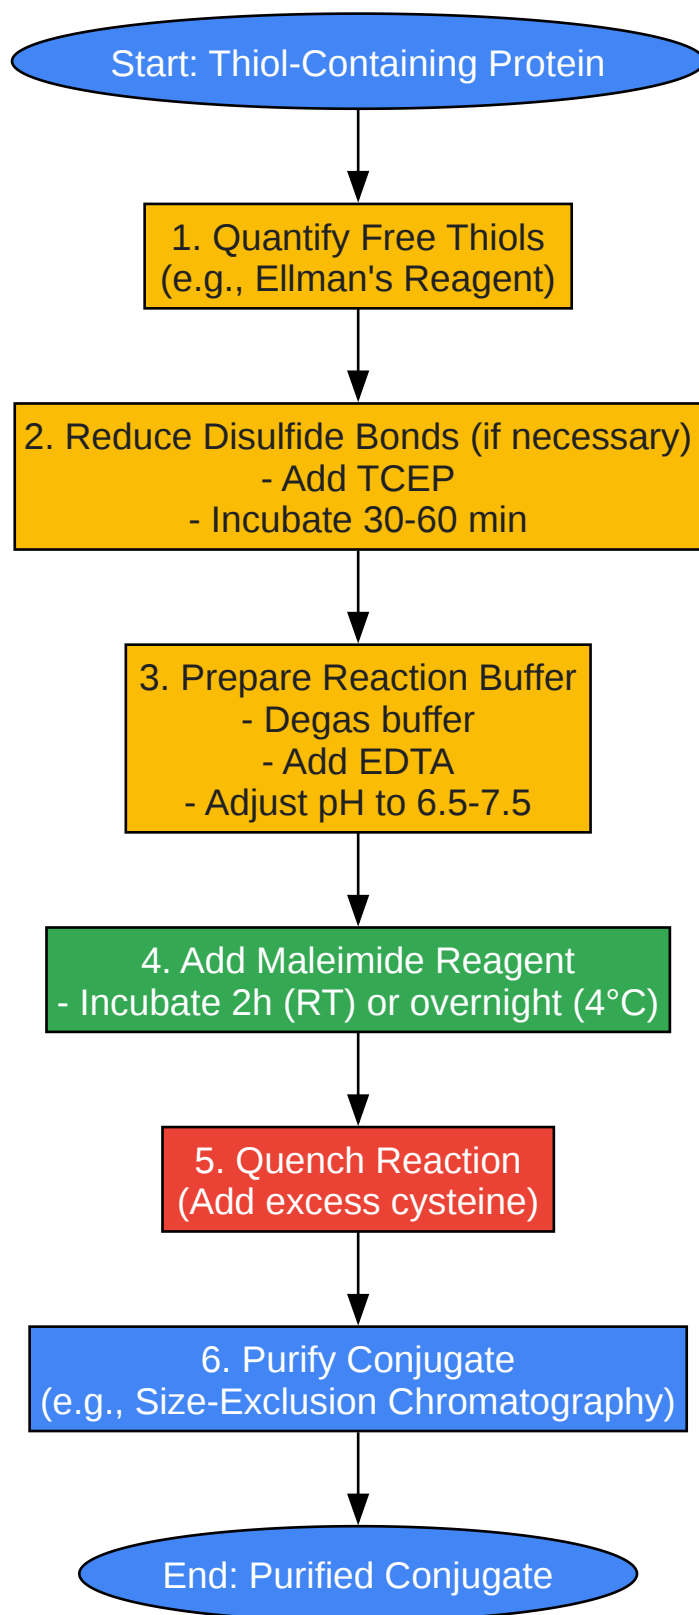 Start: Thiol-Containing Protein
1. Quantify Free Thiols
(e.g., Ellman's Reagent)
2. Reduce Disulfide Bonds (if necessary)
- Add TCEP
- Incubate 30-60 min
3. Prepare Reaction Buffer
- Degas buffer
- Add EDTA
- Adjust pH to 6.5-7.5
4. Add Maleimide Reagent
- Incubate 2h (RT) or overnight (4°C)
5. Quench Reaction
(Add excess cysteine)
6. Purify Conjugate
(e.g., Size-Exclusion Chromatography)
End: Purified Conjugate